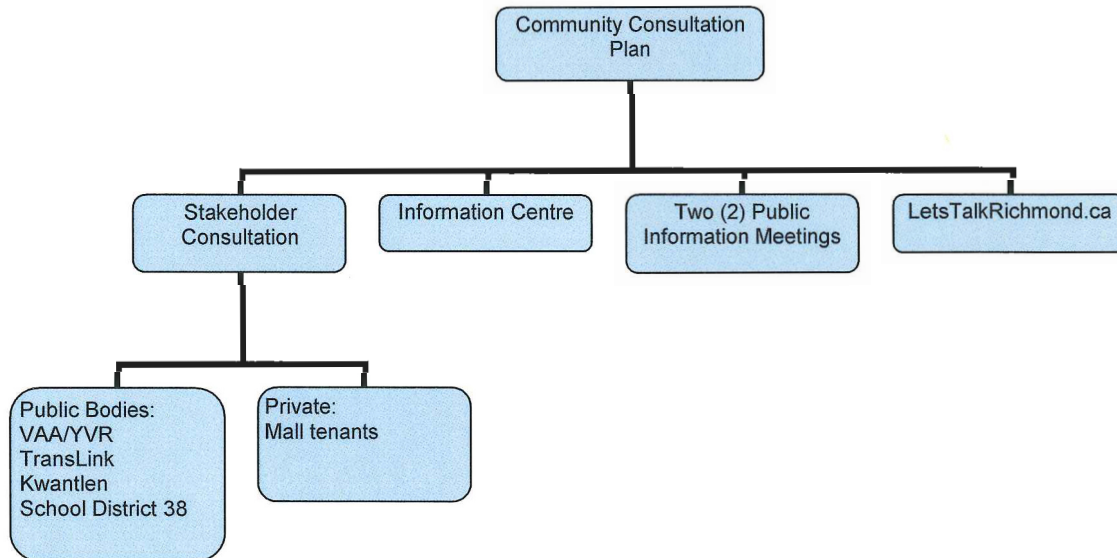 Community Consultation
Plan
Stakeholder
Consultation
Information Centre
Two (2) Public
Information Meetings
LetsTalkRichmond.ca
Public Bodies:
VAA/YVR
TransLink
Kwantlen
School District 38
Private:
Mall tenants